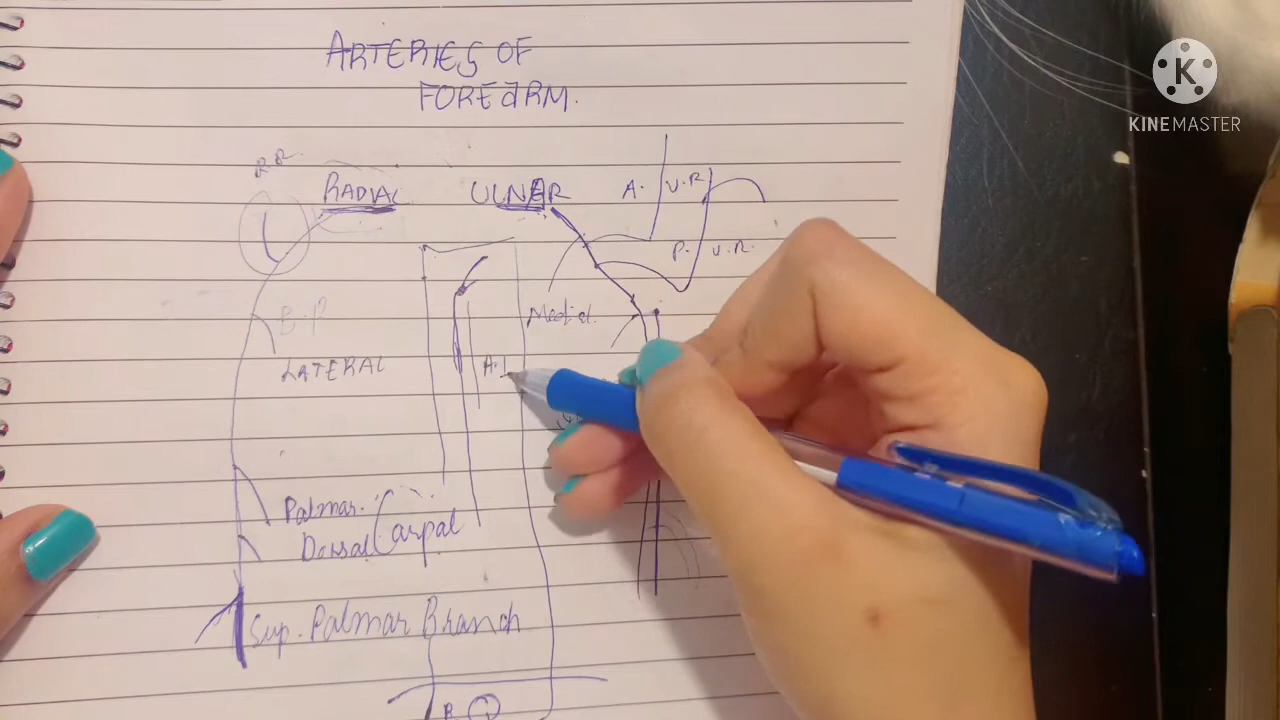 ARTERIES OF
FOREARM.
KINEMASTER
R R
RADIAL
ULNAR
A. U.R
P. U.R.
B.P
Medial.
LATERAL
A.I
Palmar.
Dorsal Carpal
Sup. Palmar Branch
R